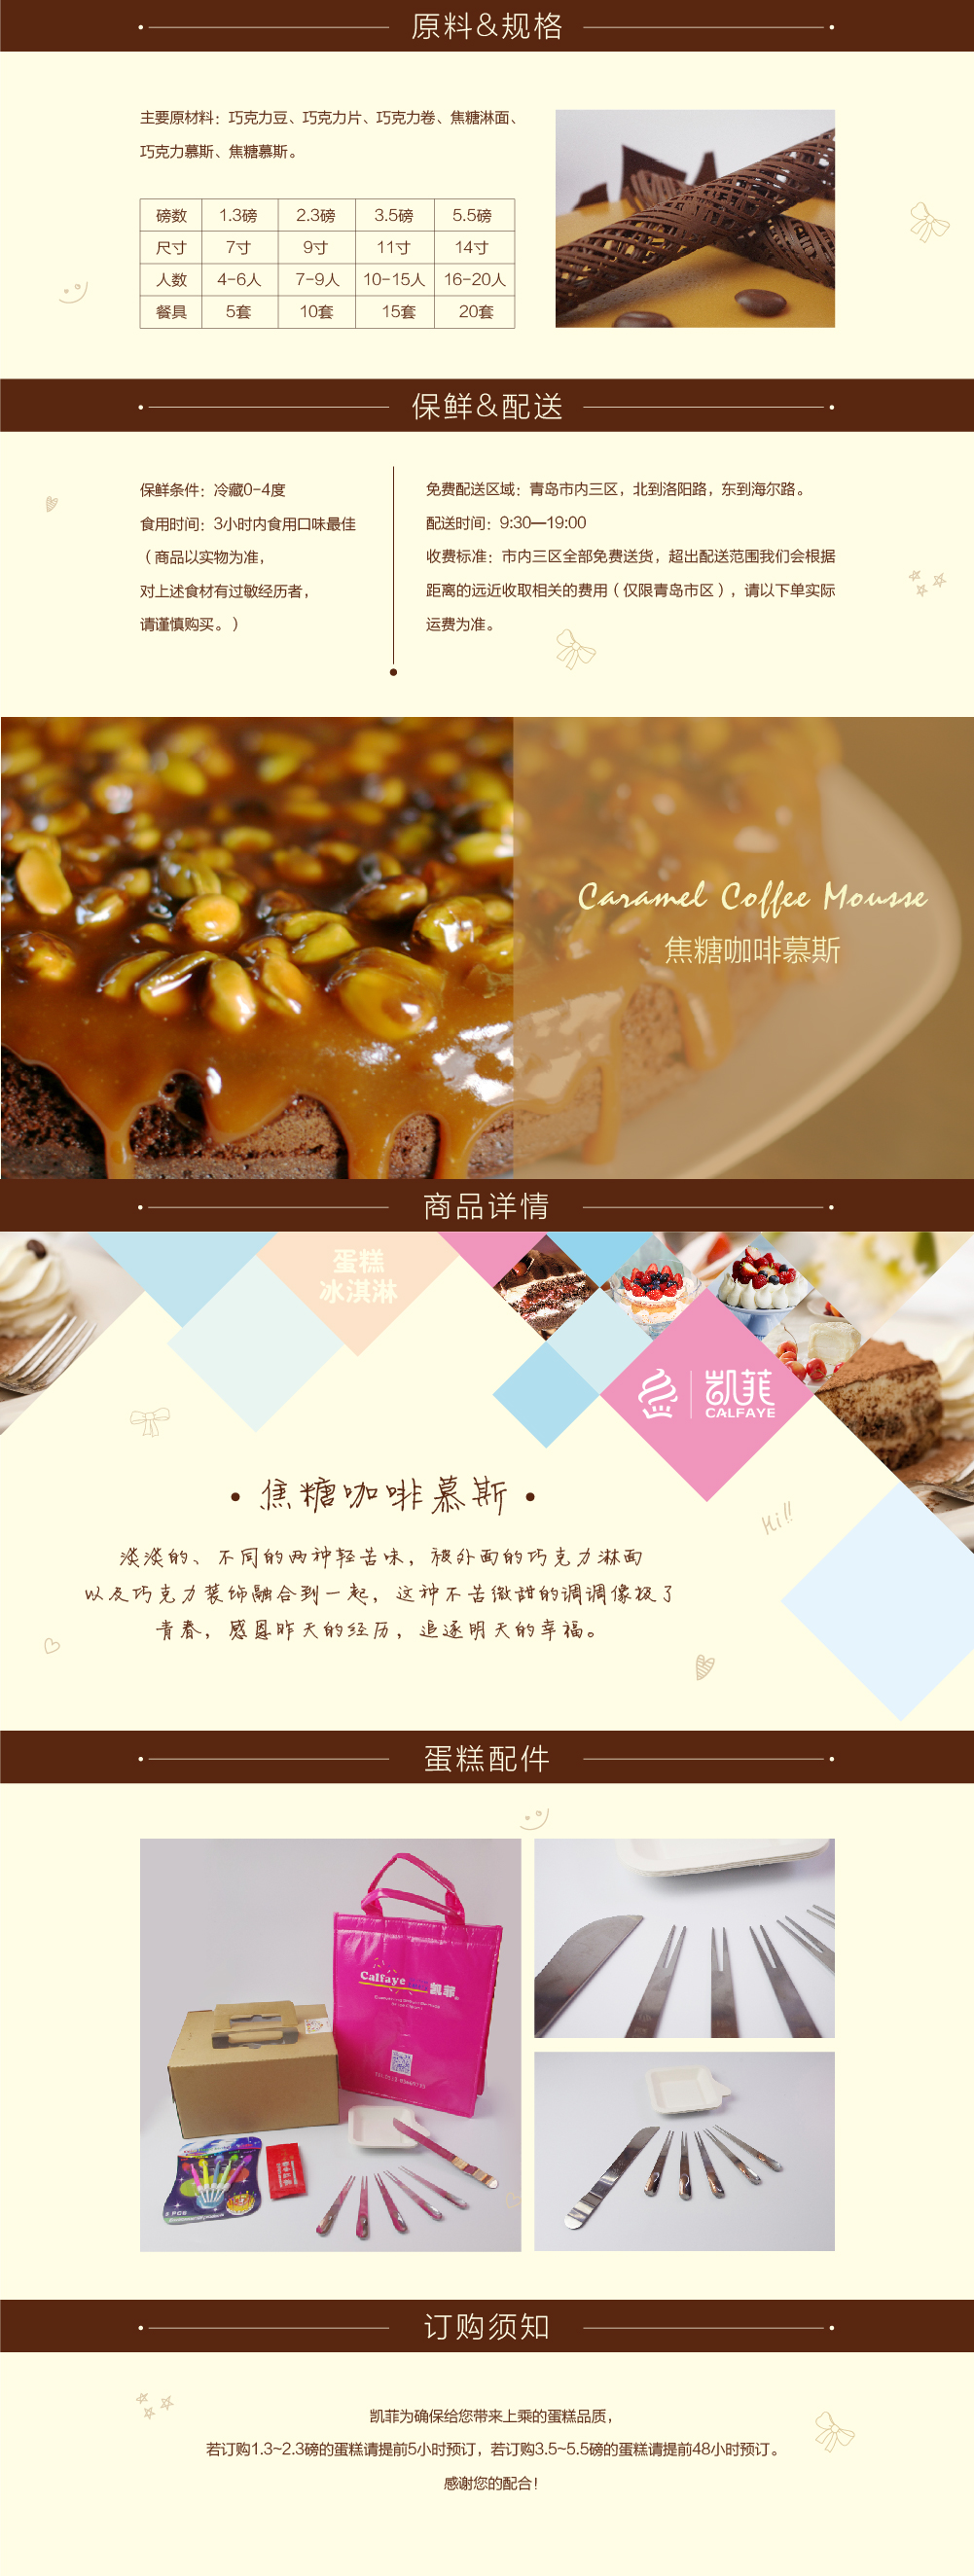 原料&规格
主要原材料：巧克力豆、巧克力片、巧克力卷、焦糖淋面、
巧克力慕斯、焦糖慕斯。
磅数 1.3磅 2.3磅 3.5磅 5.5磅
尺寸 7寸 9寸 11寸 14寸
人数 4-6人 7-9人 10-15人 16-20人
餐具 5套 10套 15套 20套
保鲜&配送
保鲜条件：冷藏0-4度
食用时间：3小时内食用口味最佳
（商品以实物为准，
对上述食材有过敏经历者，
请谨慎购买。）
免费配送区域：青岛市内三区，北到洛阳路，东到海尔路。
配送时间：9:30—19:00
收费标准：市内三区全部免费送货，超出配送范围我们会根据
距离的远近收取相关的费用（仅限青岛市区），请以下单实际
运费为准。
Caramel Coffee Mousse
焦糖咖啡慕斯
商品详情
蛋糕
冰淇淋
凯菲
CALFAYE
• 焦糖咖啡慕斯 •
Hi!!
淡淡的、不同的两种轻苦味，被外面的巧克力淋面
以及巧克力装饰融合到一起，这种不苦微甜的调调像极了
青春，感恩昨天的经历，追逐明天的幸福。
蛋糕配件
Calfaye 凯菲
订购须知
凯菲为确保给您带来上乘的蛋糕品质，
若订购1.3~2.3磅的蛋糕请提前5小时预订，若订购3.5~5.5磅的蛋糕请提前48小时预订。
感谢您的配合！